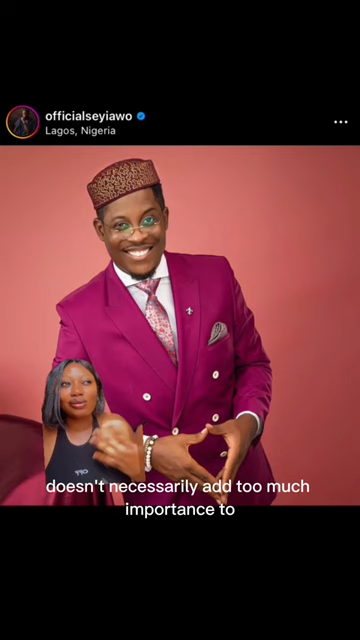 officialseyiawo
Lagos, Nigeria
doesn't necessarily add too much
importance to